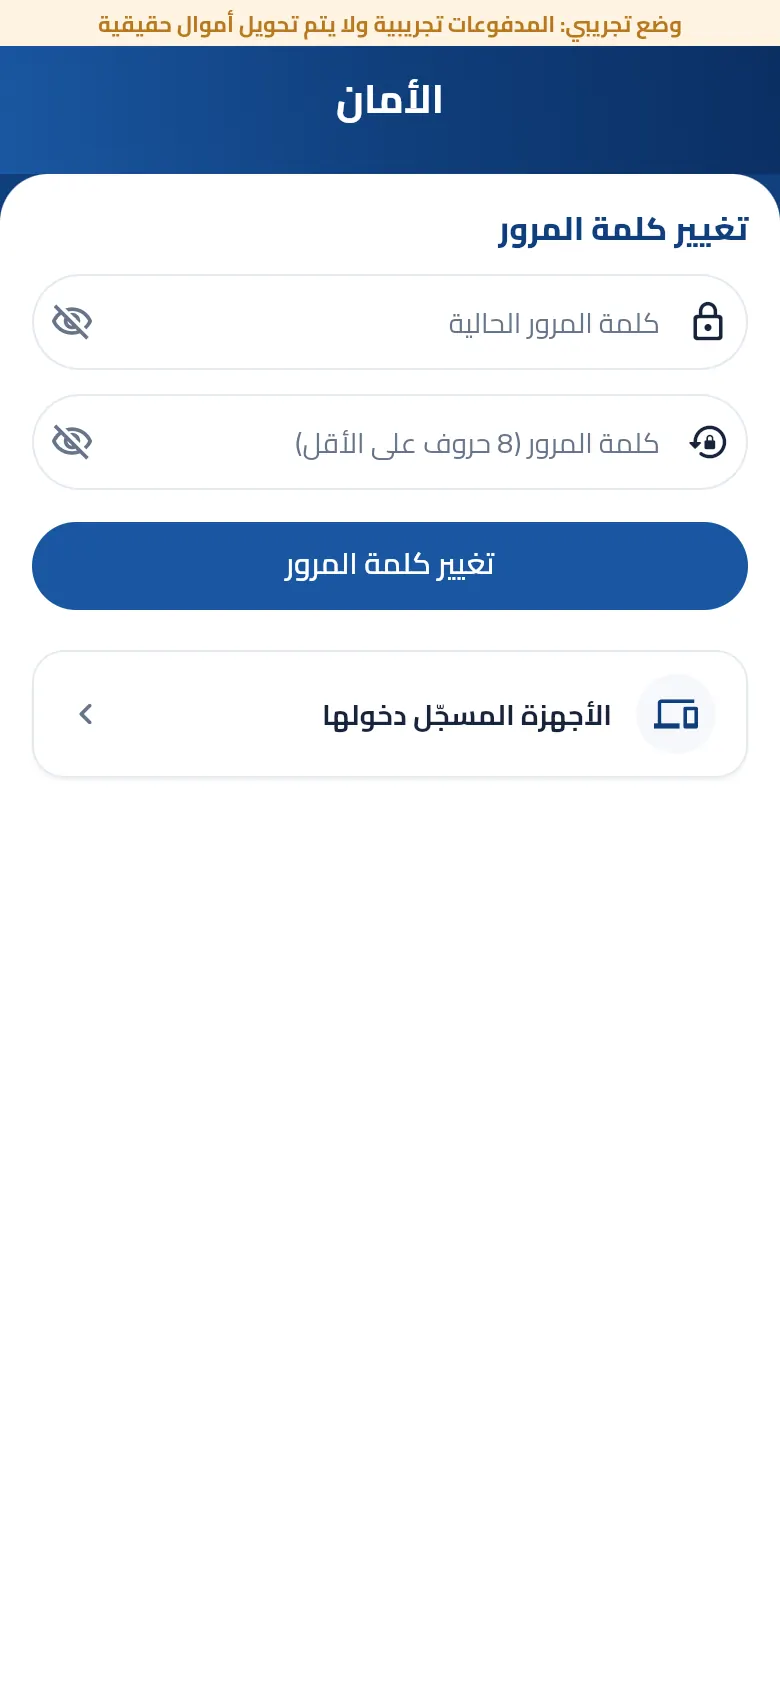 وضع تجريبي: المدفوعات تجريبية ولا يتم تحويل أموال حقيقية
الأمان
تغيير كلمة المرور
كلمة المرور الحالية
كلمة المرور (8 حروف على الأقل)
تغيير كلمة المرور
الأجهزة المسجّل دخولها